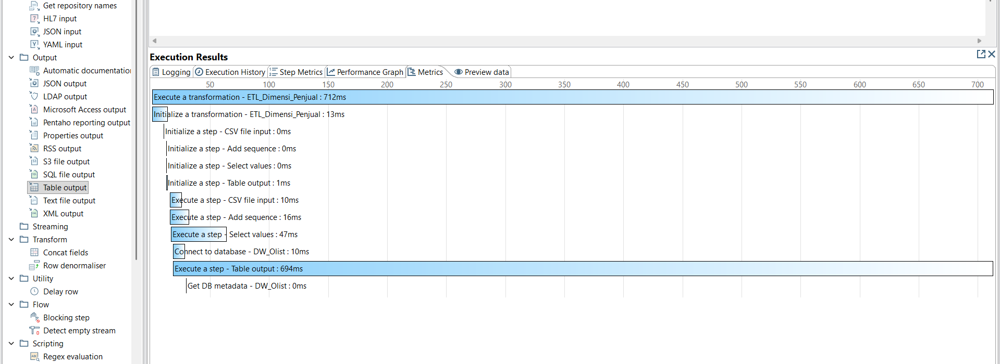 Get repository names
HL7 input
JSON input
YAML input
Output
Automatic documentation
JSON output
LDAP output
Microsoft Access output
Pentaho reporting output
Properties output
RSS output
S3 file output
SQL file output
Table output
Text file output
XML output
Streaming
Transform
Concat fields
Row denormaliser
Utility
Delay row
Flow
Blocking step
Detect empty stream
Scripting
Regex evaluation
Execution Results
Logging Execution History Step Metrics Performance Graph Metrics Preview data
50 100 150 200 250 300 350 400 450 500 550 600 650 700
Execute a transformation - ETL_Dimensi_Penjual : 712ms
Initialize a transformation - ETL_Dimensi_Penjual : 13ms
Initialize a step - CSV file input : 0ms
Initialize a step - Add sequence : 0ms
Initialize a step - Select values : 0ms
Initialize a step - Table output : 1ms
Execute a step - CSV file input : 10ms
Execute a step - Add sequence : 16ms
Execute a step - Select values : 47ms
Connect to database - DW_Olist : 10ms
Execute a step - Table output : 694ms
Get DB metadata - DW_Olist : 0ms